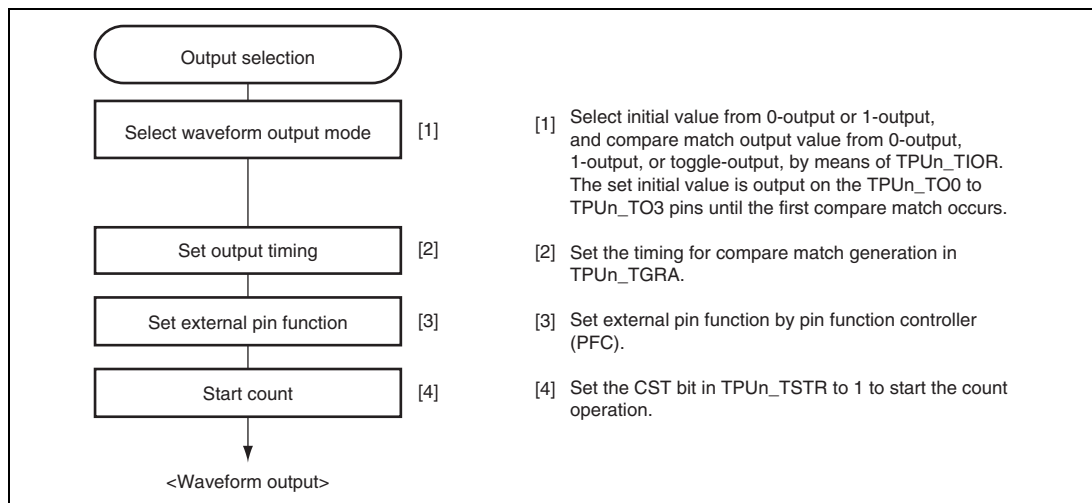 Output selection
Select waveform output mode [1]
[1] Select initial value from 0-output or 1-output,
and compare match output value from 0-output,
1-output, or toggle-output, by means of TPUn_TIOR.
The set initial value is output on the TPUn_TO0 to
TPUn_TO3 pins until the first compare match occurs.
Set output timing [2]
[2] Set the timing for compare match generation in
TPUn_TGRA.
Set external pin function [3]
[3] Set external pin function by pin function controller
(PFC).
Start count [4]
[4] Set the CST bit in TPUn_TSTR to 1 to start the count
operation.
<Waveform output>